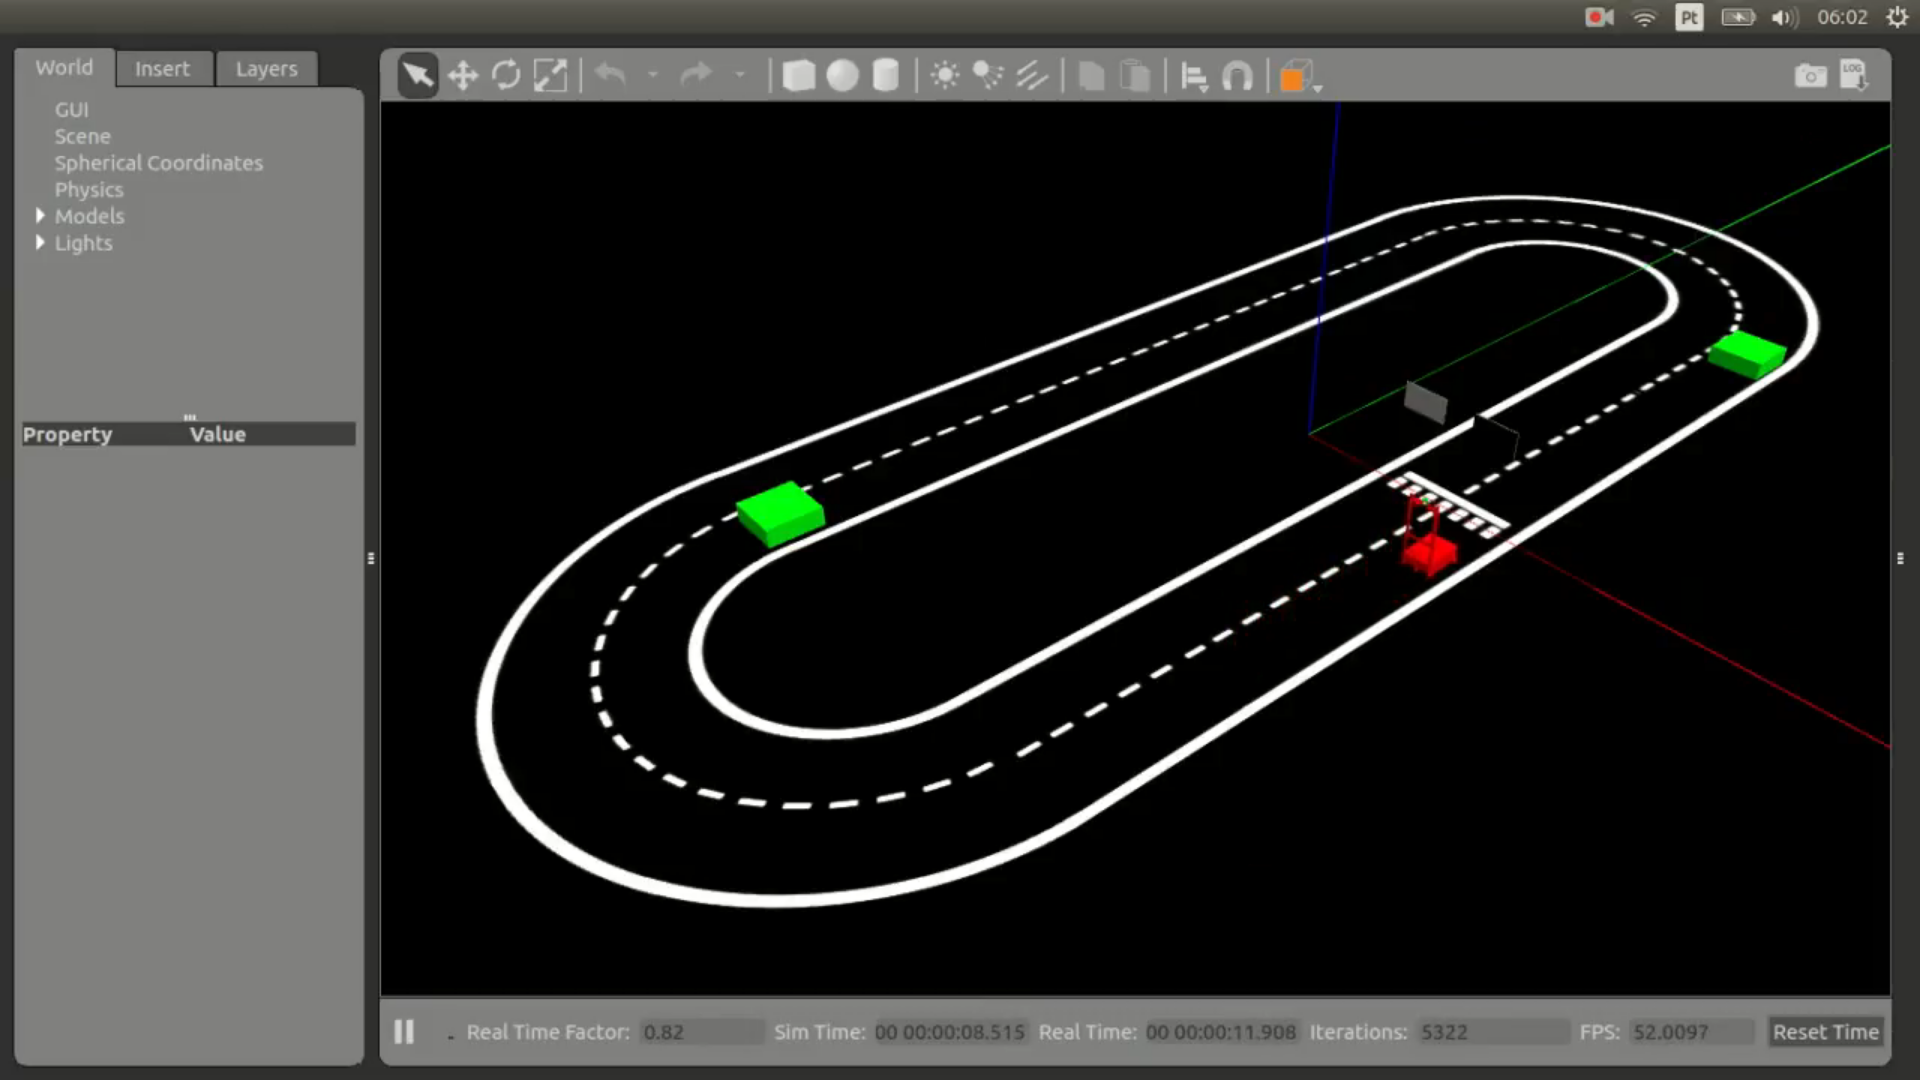 Pt 06:02
World Insert Layers
LOG
GUI
Scene
Spherical Coordinates
Physics
Models
Lights
Property Value
Real Time Factor: 0.82 Sim Time: 00 00:00:08.515 Real Time: 00 00:00:11.908 Iterations: 5322 FPS: 52.0097 Reset Time